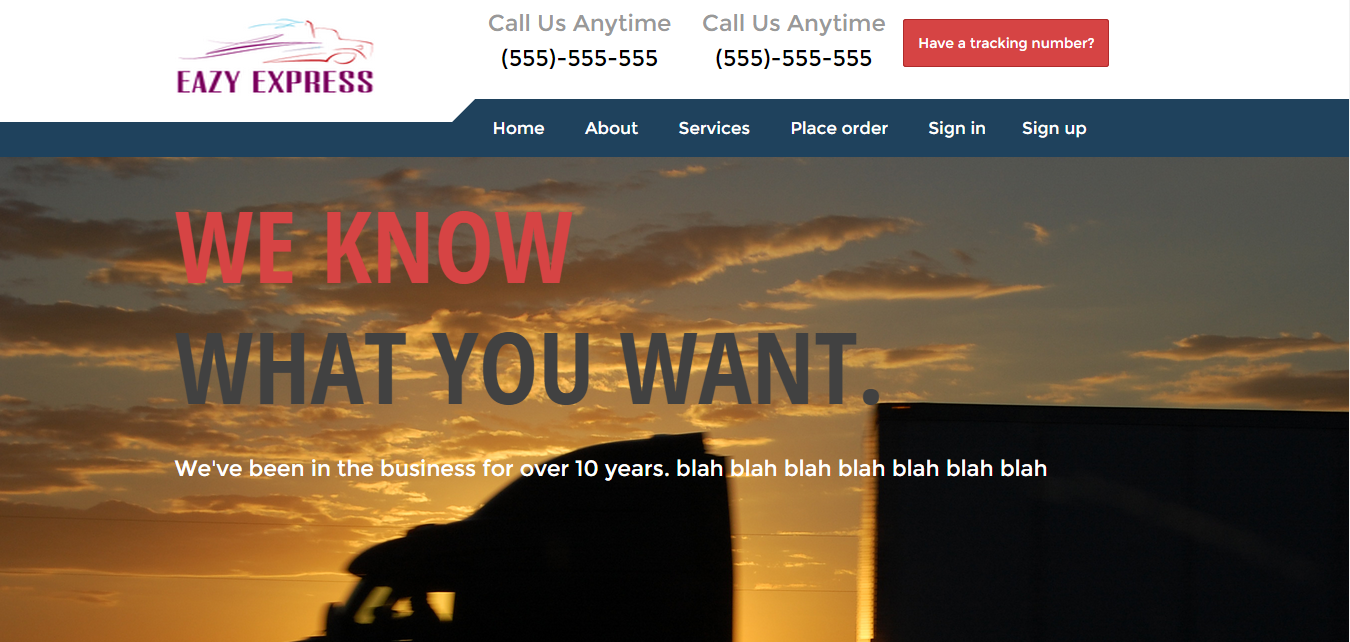 EAZY EXPRESS
Call Us Anytime
(555)-555-555
Call Us Anytime
(555)-555-555
Have a tracking number?
Home About Services Place order Sign in Sign up
WE KNOW
WHAT YOU WANT.
We've been in the business for over 10 years. blah blah blah blah blah blah blah